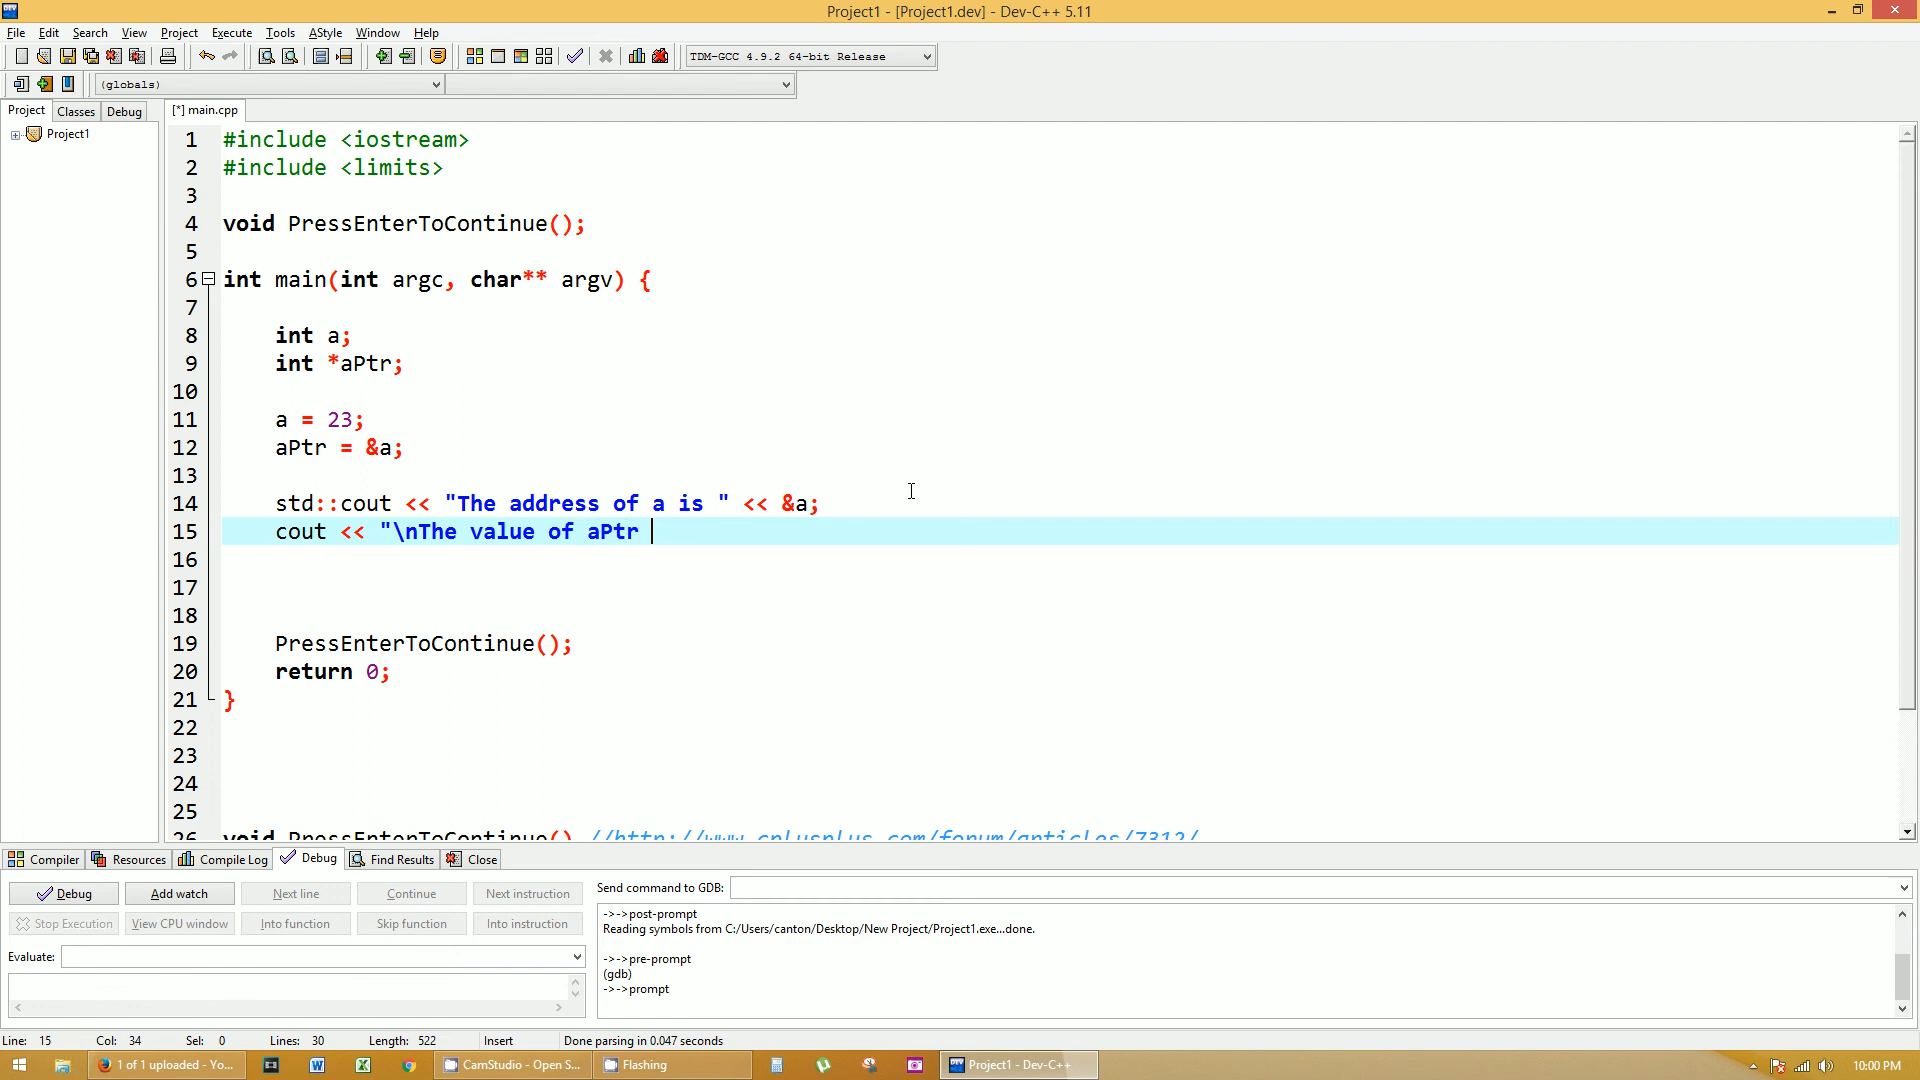 Project1 - [Project1.dev] - Dev-C++ 5.11
File Edit Search View Project Execute Tools AStyle Window Help
TDM-GCC 4.9.2 64-bit Release
(globals)
Project Classes Debug [*] main.cpp
Project1
1 #include <iostream>
2 #include <limits>
3
4 void PressEnterToContinue();
5
6 int main(int argc, char** argv) {
7
8 int a;
9 int *aPtr;
10
11 a = 23;
12 aPtr = &a;
13
14 std::cout << "The address of a is " << &a;
15 cout << "\nThe value of aPtr
16
17
18
19 PressEnterToContinue();
20 return 0;
21 }
22
23
24
25
26 void PressEnterToContinue() //http://www.cplusplus.com/forum/articles/7312/
Compiler Resources Compile Log Debug Find Results Close
Debug Add watch Next line Continue Next instruction
Stop Execution View CPU window Into function Skip function Into instruction
Evaluate:
Send command to GDB:
->->post-prompt
Reading symbols from C:/Users/canton/Desktop/New Project/Project1.exe...done.
->->pre-prompt
(gdb)
->->prompt
Line: 15 Col: 34 Sel: 0 Lines: 30 Length: 522 Insert Done parsing in 0.047 seconds
1 of 1 uploaded - Yo... CamStudio - Open S... Flashing Project1 - Dev-C++ ... 10:00 PM